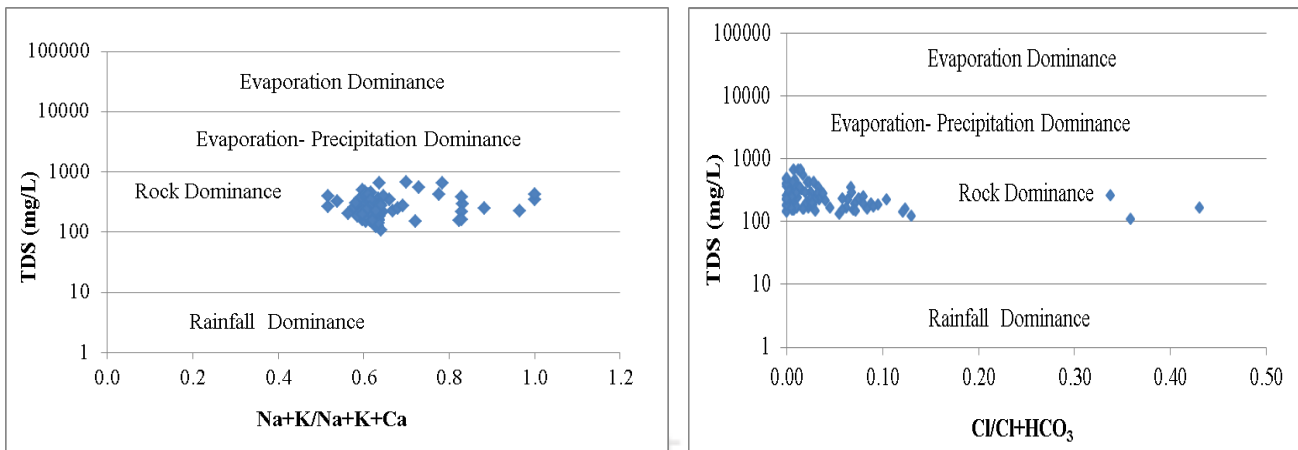 100000
Evaporation Dominance
10000
Evaporation- Precipitation Dominance
1000
Rock Dominance
100
10
Rainfall Dominance
1
TDS (mg/L)
0.0 0.2 0.4 0.6 0.8 1.0 1.2
Na+K/Na+K+Ca
100000
Evaporation Dominance
10000
Evaporation- Precipitation Dominance
1000
Rock Dominance
100
10
Rainfall Dominance
1
TDS (mg/L)
0.00 0.10 0.20 0.30 0.40 0.50
Cl/Cl+HCO₃